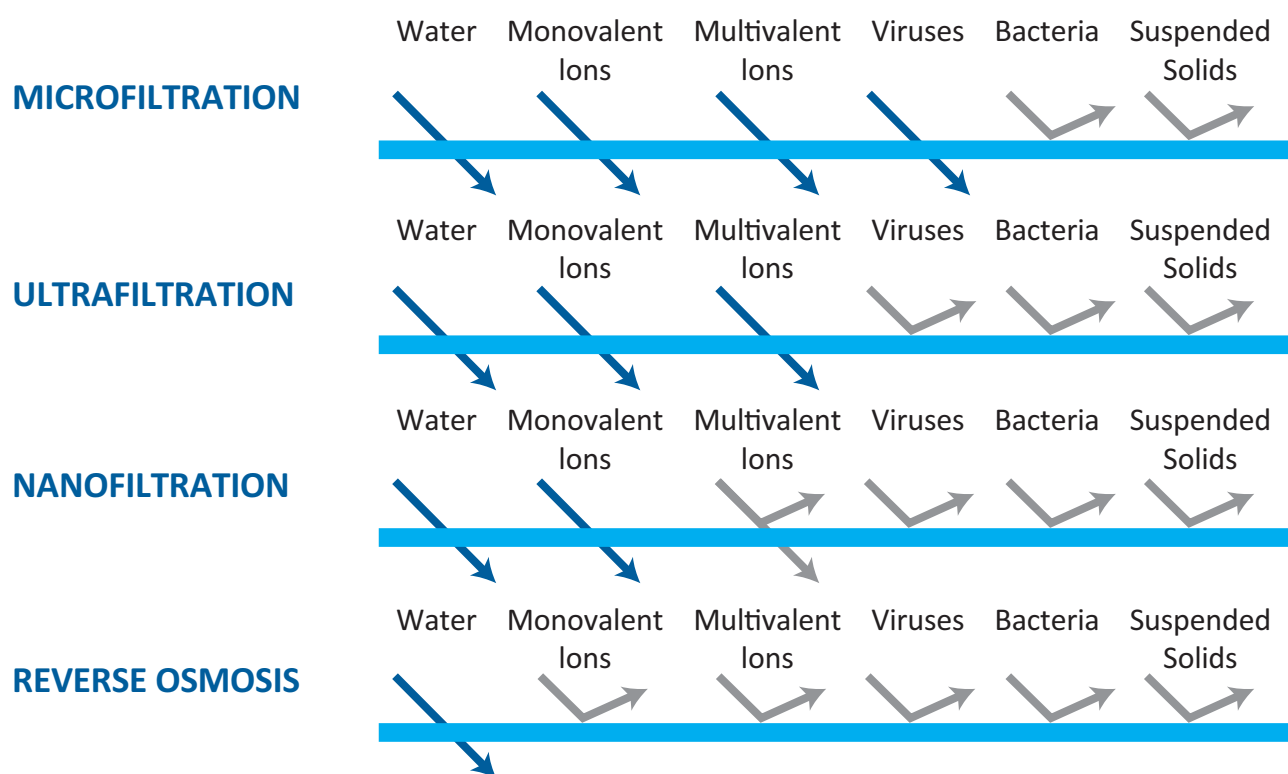 Water Monovalent Ions Multivalent Ions Viruses Bacteria Suspended Solids
MICROFILTRATION
Water Monovalent Ions Multivalent Ions Viruses Bacteria Suspended Solids
ULTRAFILTRATION
Water Monovalent Ions Multivalent Ions Viruses Bacteria Suspended Solids
NANOFILTRATION
Water Monovalent Ions Multivalent Ions Viruses Bacteria Suspended Solids
REVERSE OSMOSIS